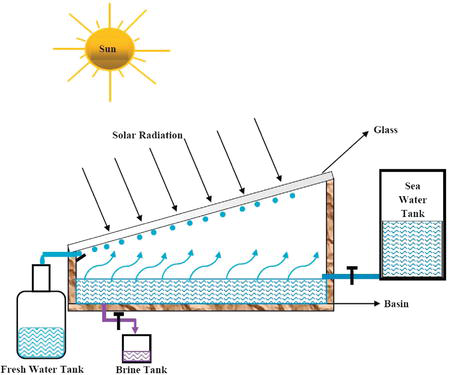 Sun
Solar Radiation
Glass
Sea
Water
Tank
Basin
Fresh Water Tank
Brine Tank